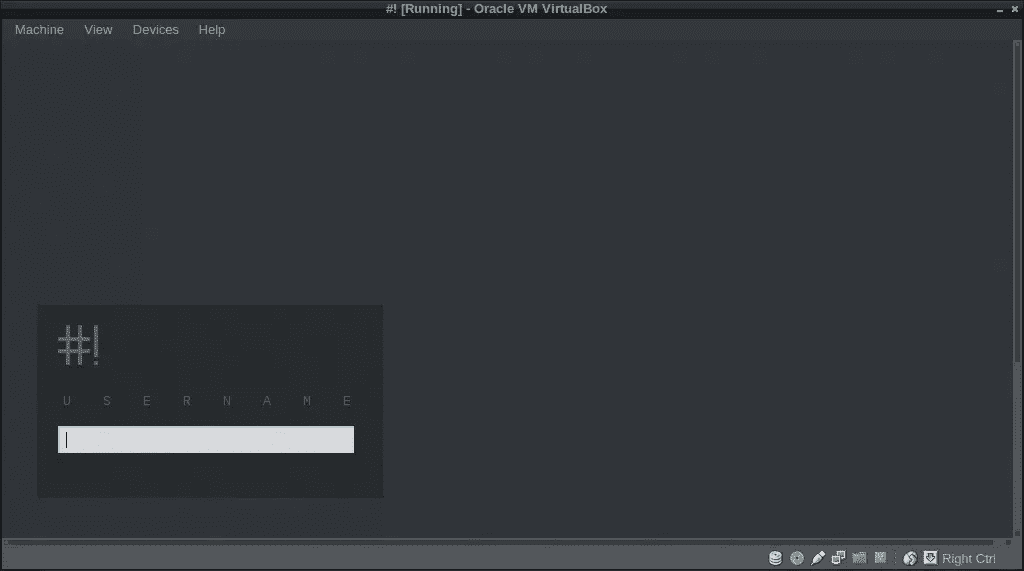 #! [Running] - Oracle VM VirtualBox
Machine View Devices Help
#!
U S E R N A M E
Right Ctrl